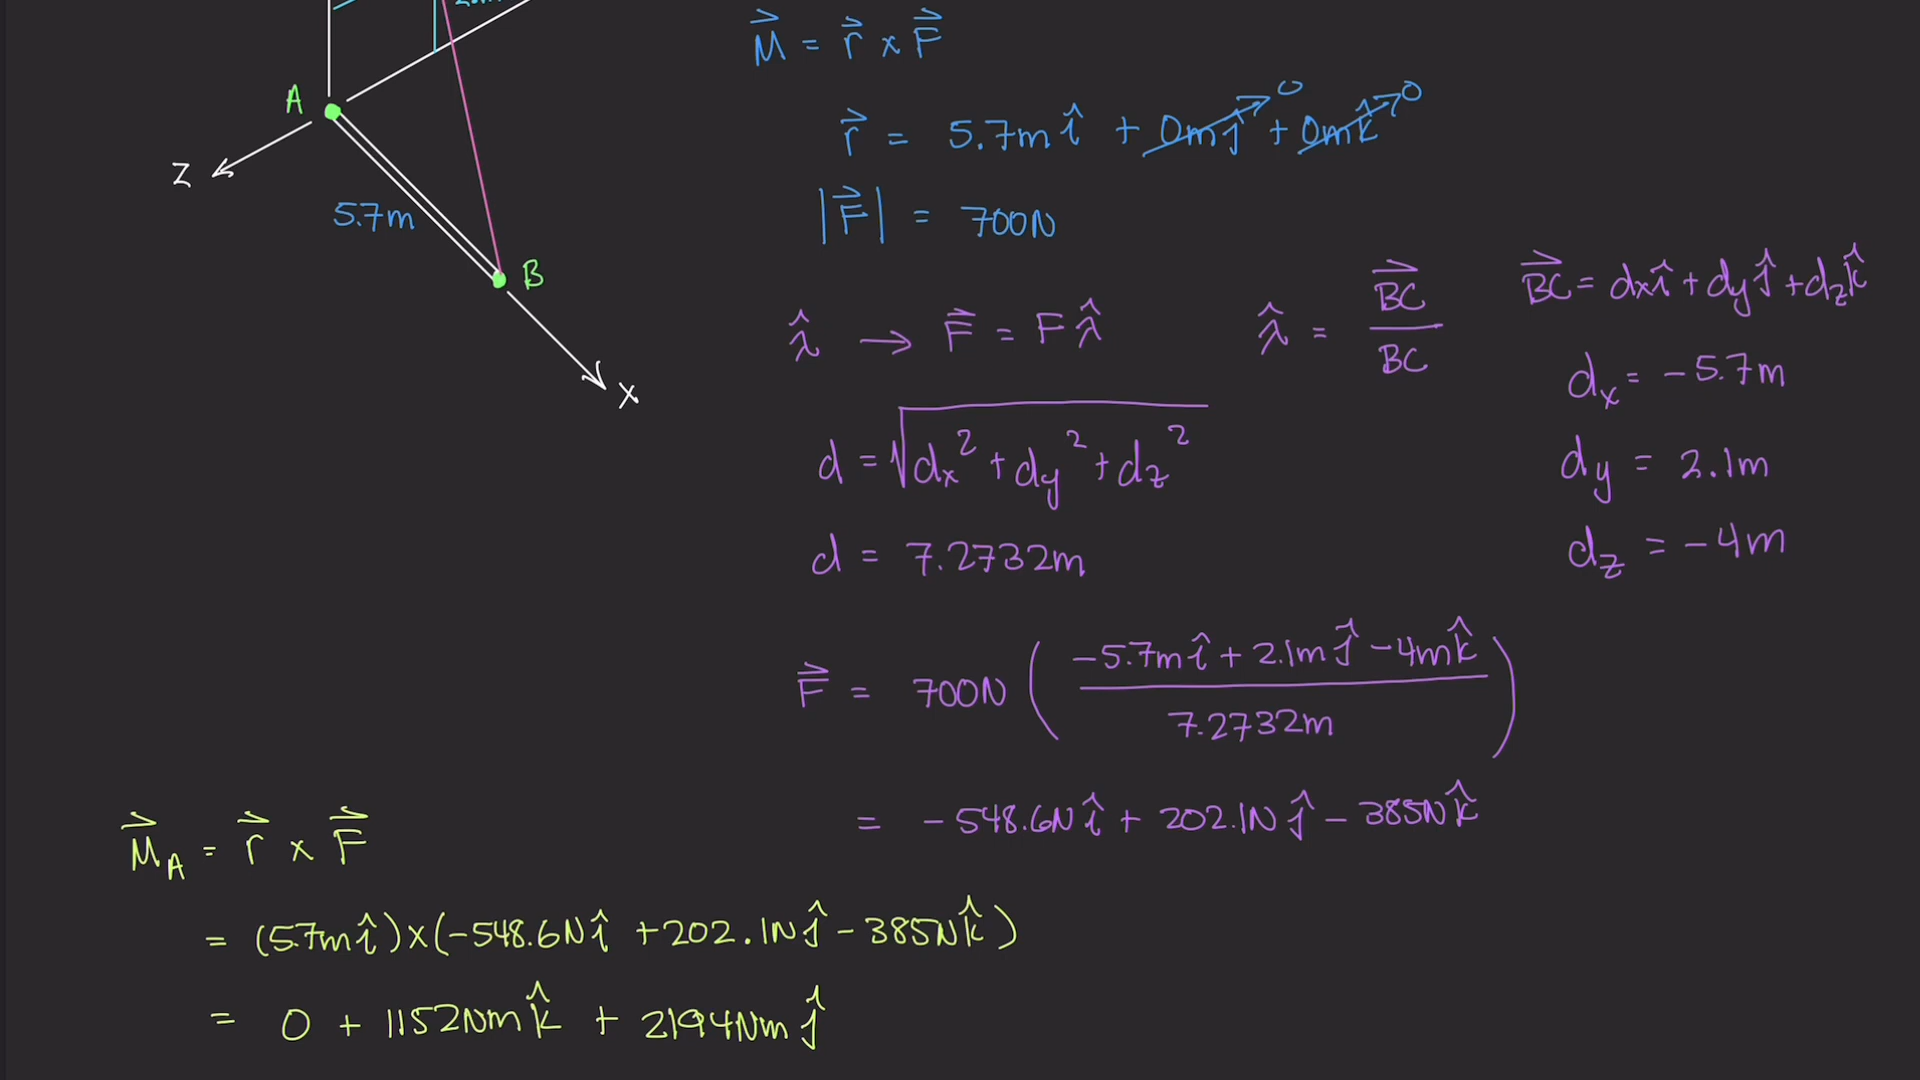 A
Z
5.7m
B
X
M⃗ = r⃗ x F⃗
r⃗ = 5.7m î + 0m ĵ → 0 + 0m k̂ → 0
|F⃗| = 700N
λ̂ → F⃗ = F λ̂
λ̂ = BC⃗ / BC
BC⃗ = dx î + dy ĵ + dz k̂
dx = -5.7m
dy = 2.1m
dz = -4m
d = √(dx² + dy² + dz²)
d = 7.2732m
F⃗ = 700N ( (-5.7m î + 2.1m ĵ - 4m k̂) / 7.2732m )
= -548.6N î + 202.1N ĵ - 385N k̂
M⃗A = r⃗ x F⃗
= (5.7m î) x (-548.6N î + 202.1N ĵ - 385N k̂)
= 0 + 1152Nm k̂ + 2194Nm ĵ